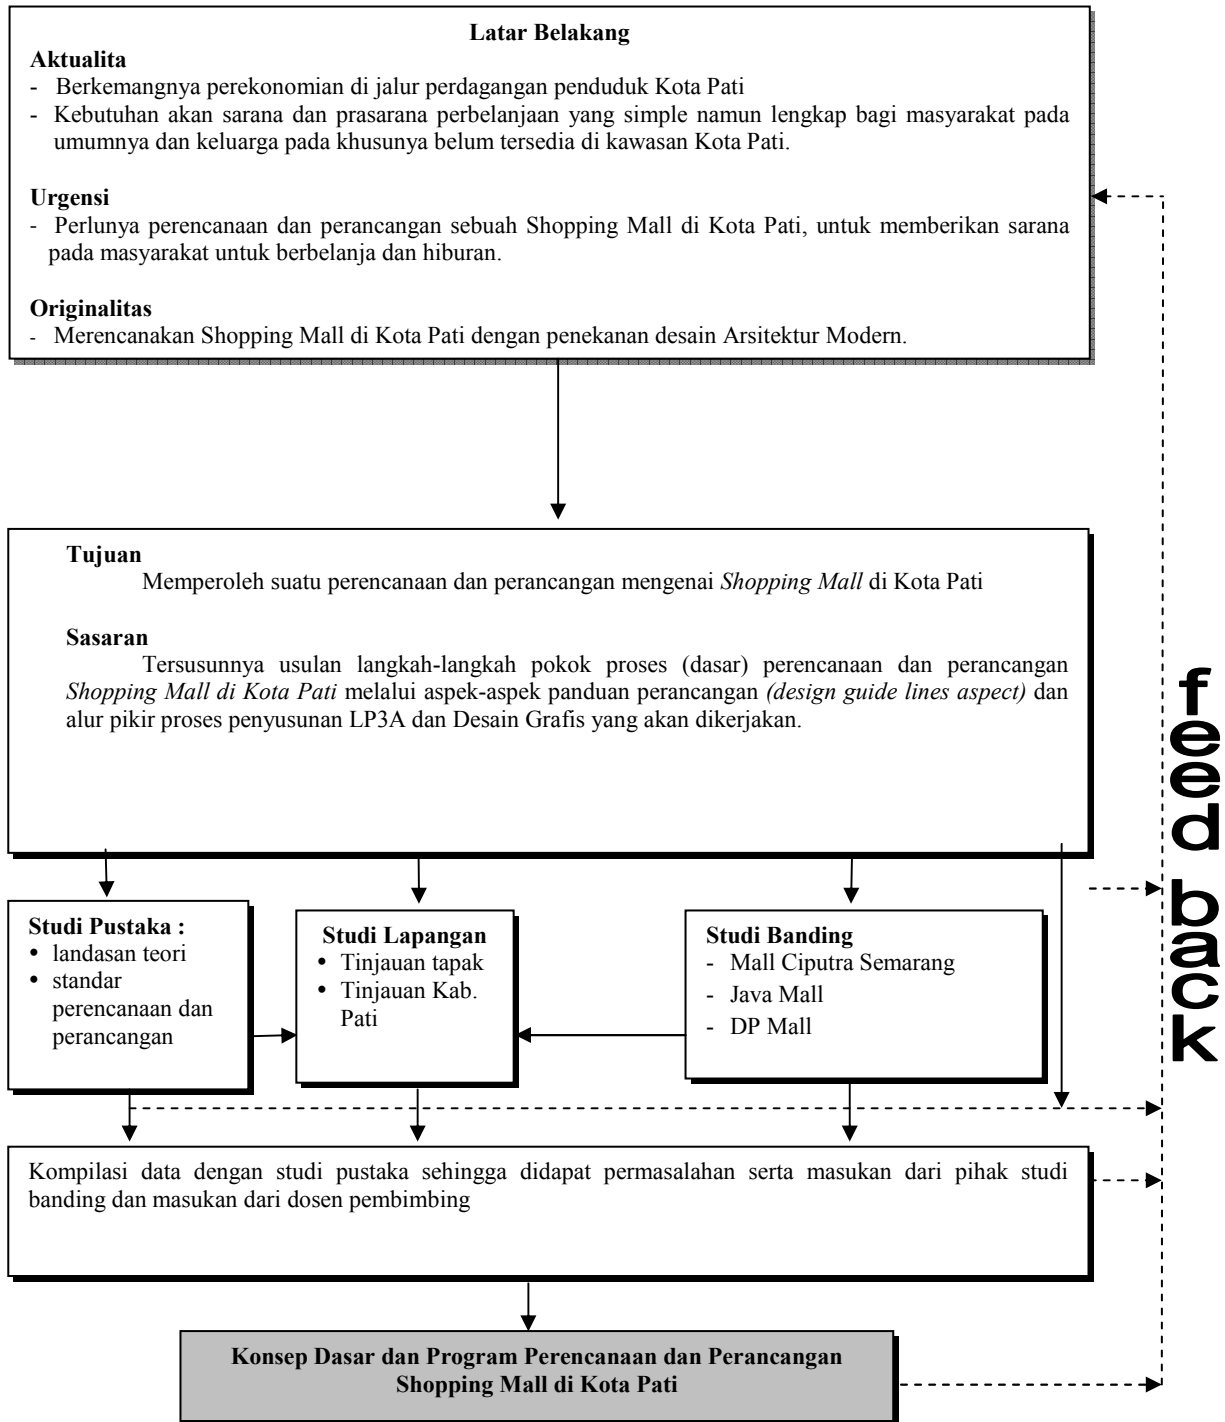 Latar Belakang
Aktualita
- Berkemangnya perekonomian di jalur perdagangan penduduk Kota Pati
- Kebutuhan akan sarana dan prasarana perbelanjaan yang simple namun lengkap bagi masyarakat pada
umumnya dan keluarga pada khusunya belum tersedia di kawasan Kota Pati.
Urgensi
- Perlunya perencanaan dan perancangan sebuah Shopping Mall di Kota Pati, untuk memberikan sarana
pada masyarakat untuk berbelanja dan hiburan.
Originalitas
- Merencanakan Shopping Mall di Kota Pati dengan penekanan desain Arsitektur Modern.
Tujuan
Memperoleh suatu perencanaan dan perancangan mengenai Shopping Mall di Kota Pati
Sasaran
Tersusunnya usulan langkah-langkah pokok proses (dasar) perencanaan dan perancangan
Shopping Mall di Kota Pati melalui aspek-aspek panduan perancangan (design guide lines aspect) dan
alur pikir proses penyusunan LP3A dan Desain Grafis yang akan dikerjakan.
Studi Pustaka :
• landasan teori
• standar
perencanaan dan
perancangan
Studi Lapangan
• Tinjauan tapak
• Tinjauan Kab.
Pati
Studi Banding
- Mall Ciputra Semarang
- Java Mall
- DP Mall
Kompilasi data dengan studi pustaka sehingga didapat permasalahan serta masukan dari pihak studi
banding dan masukan dari dosen pembimbing
Konsep Dasar dan Program Perencanaan dan Perancangan
Shopping Mall di Kota Pati
feed back